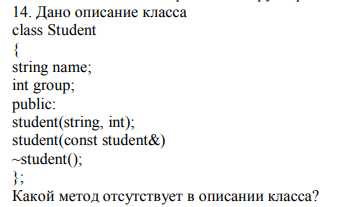 14. Дано описание класса
class Student
{
string name;
int group;
public:
student(string, int);
student(const student&)
~student();
};
Какой метод отсутствует в описании класса?